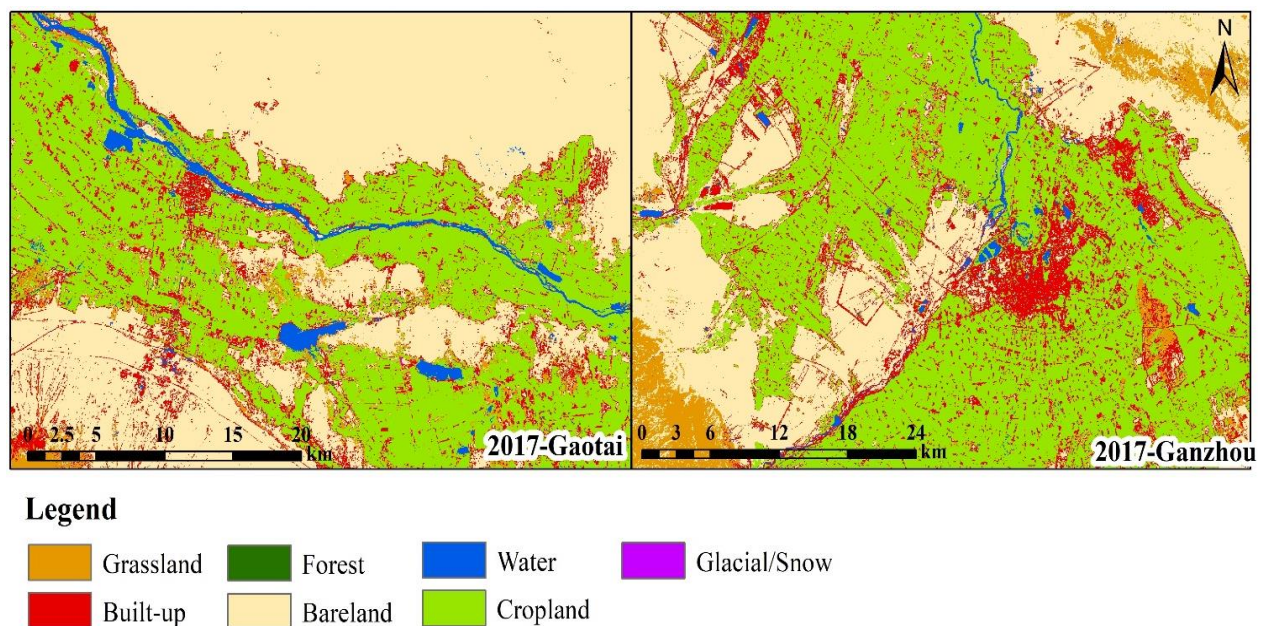 N
0 2.5 5 10 15 20
km
2017-Gaotai
0 3 6 12 18 24
km
2017-Ganzhou
Legend
Grassland
Forest
Water
Glacial/Snow
Built-up
Bareland
Cropland